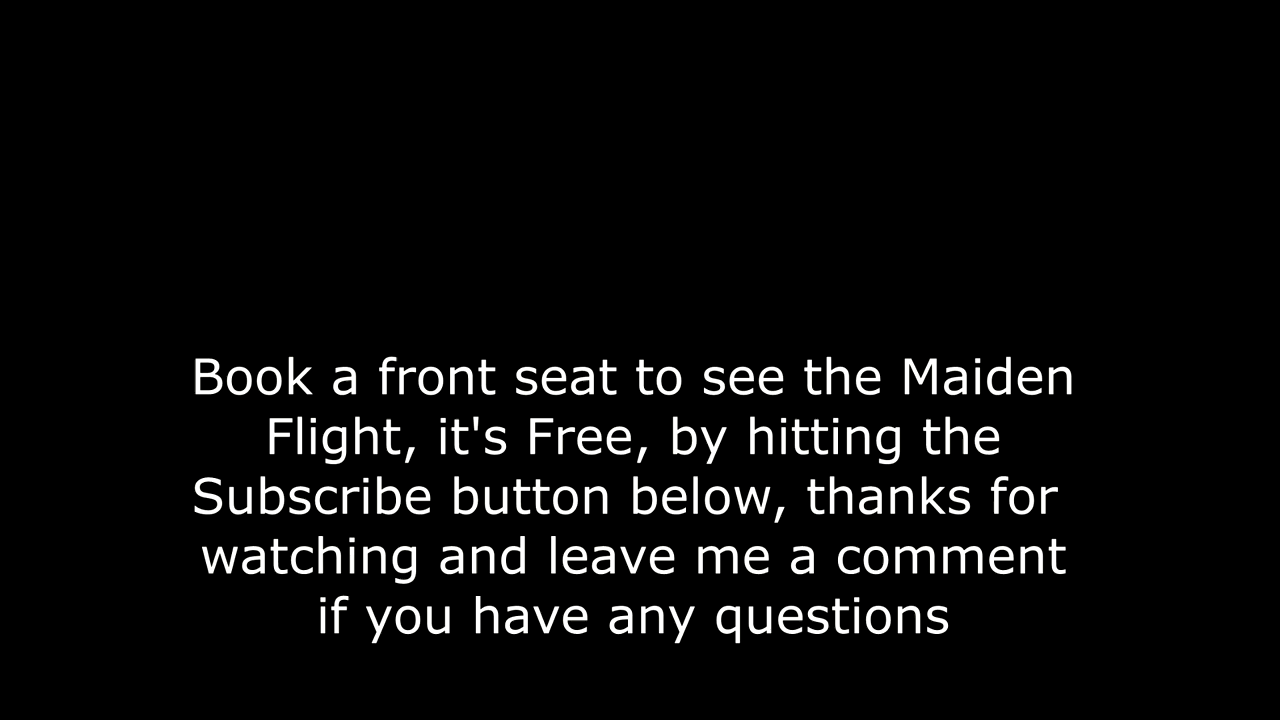 Book a front seat to see the Maiden
Flight, it's Free, by hitting the
Subscribe button below, thanks for
watching and leave me a comment
if you have any questions